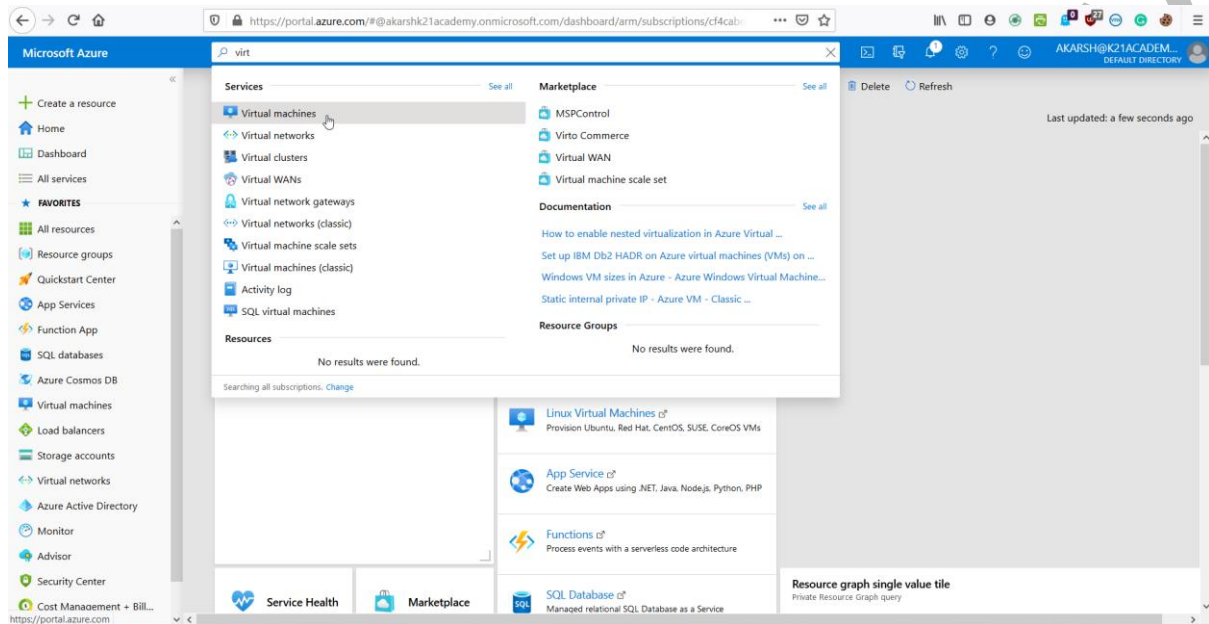 https://portal.azure.com/#@akarshk21academy.onmicrosoft.com/dashboard/arm/subscriptions/cf4cab
Microsoft Azure
virt
AKARSH@K21ACADEM...
DEFAULT DIRECTORY
Create a resource
Home
Dashboard
All services
FAVORITES
All resources
Resource groups
Quickstart Center
App Services
Function App
SQL databases
Azure Cosmos DB
Virtual machines
Load balancers
Storage accounts
Virtual networks
Azure Active Directory
Monitor
Advisor
Security Center
Cost Management + Bill...
https://portal.azure.com
Services
See all
Virtual machines
Virtual networks
Virtual clusters
Virtual WANs
Virtual network gateways
Virtual networks (classic)
Virtual machine scale sets
Virtual machines (classic)
Activity log
SQL virtual machines
Resources
No results were found.
Searching all subscriptions. Change
Marketplace
See all
MSPControl
Virto Commerce
Virtual WAN
Virtual machine scale set
Documentation
See all
How to enable nested virtualization in Azure Virtual ...
Set up IBM Db2 HADR on Azure virtual machines (VMs) on ...
Windows VM sizes in Azure - Azure Windows Virtual Machine...
Static internal private IP - Azure VM - Classic ...
Resource Groups
No results were found.
Delete
Refresh
Last updated: a few seconds ago
Linux Virtual Machines
Provision Ubuntu, Red Hat, CentOS, SUSE, CoreOS VMs
App Service
Create Web Apps using .NET, Java, Node.js, Python, PHP
Functions
Process events with a serverless code architecture
SQL Database
Managed relational SQL Database as a Service
Service Health
Marketplace
Resource graph single value tile
Private Resource Graph query